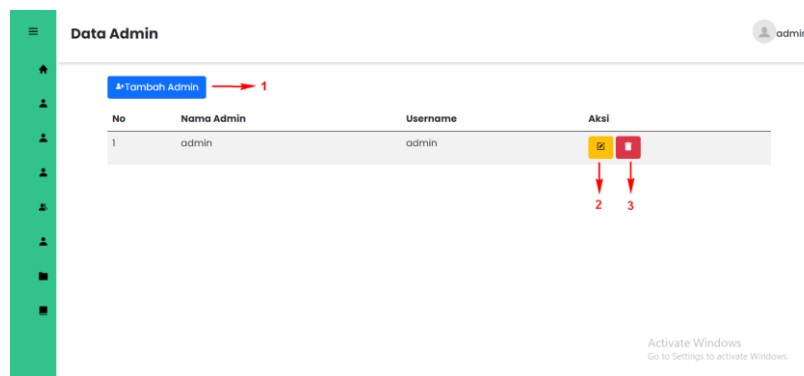 Data Admin
admin
Tambah Admin
1
No Nama Admin Username Aksi
1 admin admin
2 3
Activate Windows
Go to Settings to activate Windows.